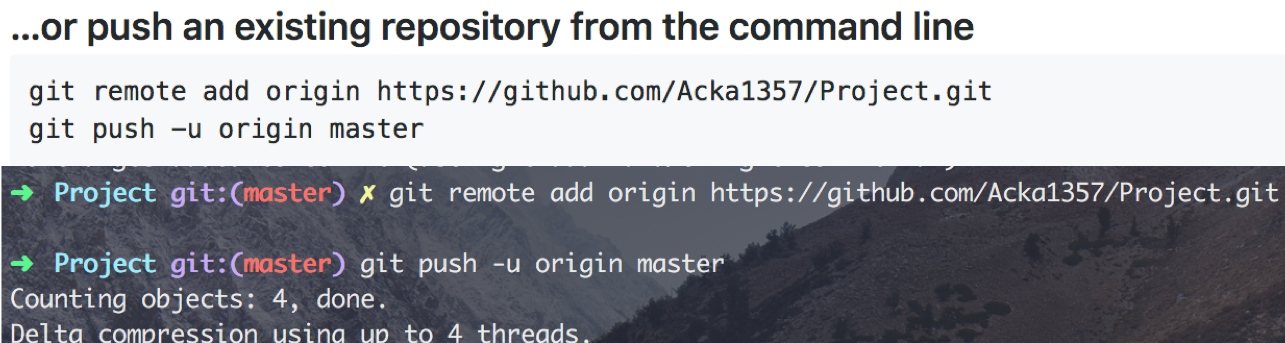 ...or push an existing repository from the command line
git remote add origin https://github.com/Acka1357/Project.git
git push -u origin master
➜ Project git:(master) ✗ git remote add origin https://github.com/Acka1357/Project.git
➜ Project git:(master) git push -u origin master
Counting objects: 4, done.
Delta compression using up to 4 threads.